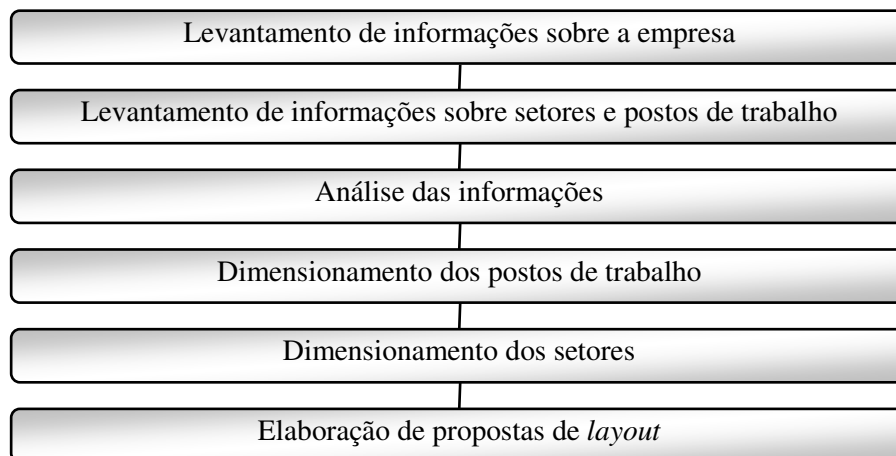 Levantamento de informações sobre a empresa
Levantamento de informações sobre setores e postos de trabalho
Análise das informações
Dimensionamento dos postos de trabalho
Dimensionamento dos setores
Elaboração de propostas de layout